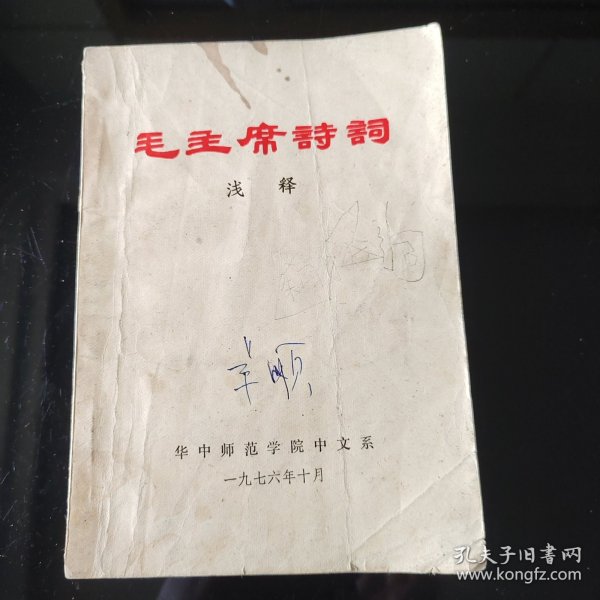 毛主席詩詞
浅释
华中师范学院中文系
一九七六年十月
孔夫子旧書网
www.kongfz.com